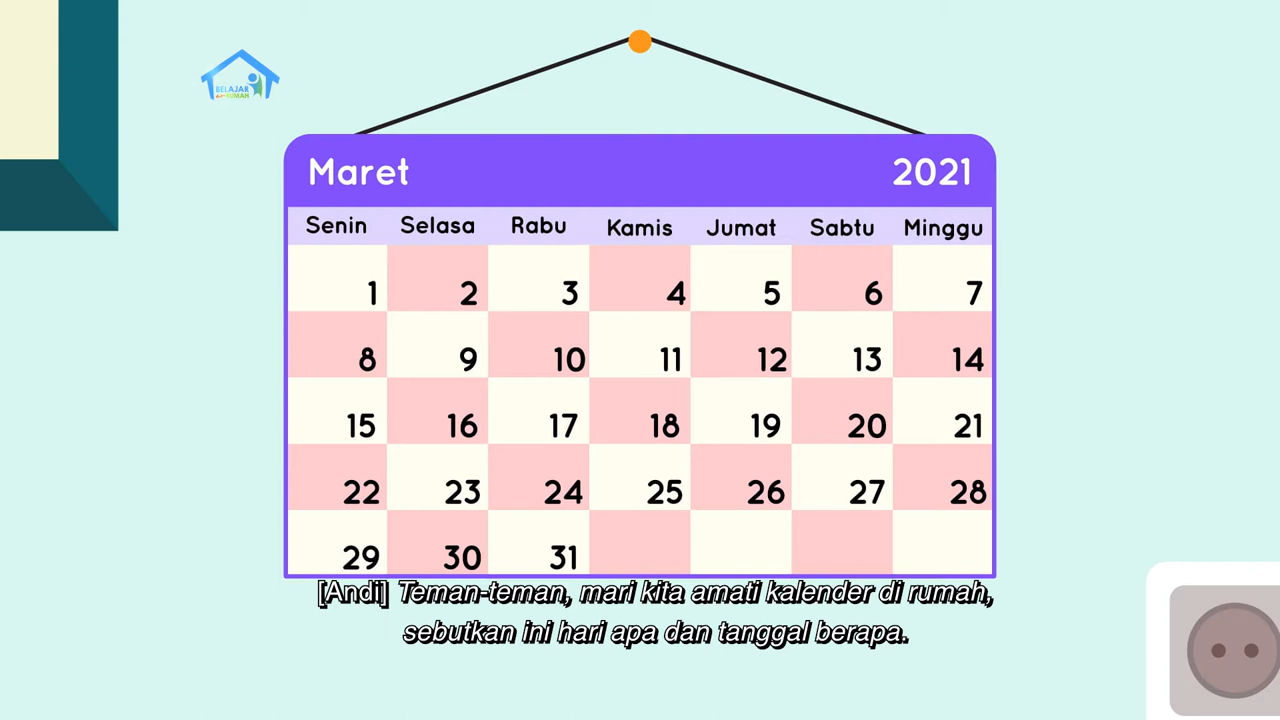 BELAJAR
dari RUMAH
Maret 2021
Senin Selasa Rabu Kamis Jumat Sabtu Minggu
1 2 3 4 5 6 7
8 9 10 11 12 13 14
15 16 17 18 19 20 21
22 23 24 25 26 27 28
29 30 31
[Andi] Teman-teman, mari kita amati kalender di rumah,
sebutkan ini hari apa dan tanggal berapa.